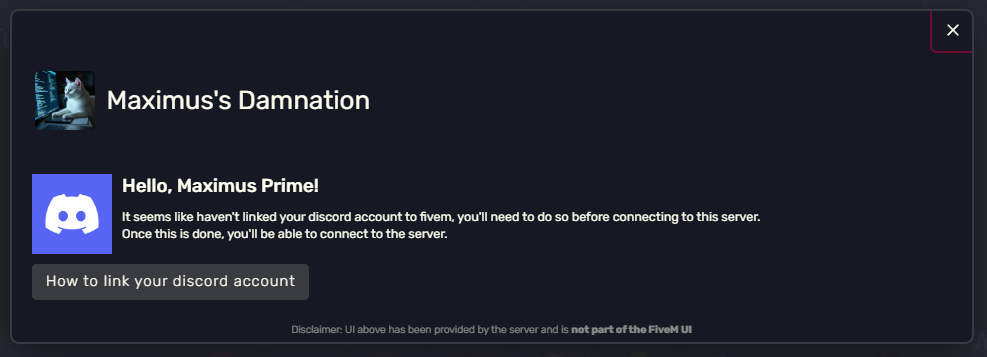 Maximus's Damnation
Hello, Maximus Prime!
It seems like haven't linked your discord account to fivem, you'll need to do so before connecting to this server.
Once this is done, you'll be able to connect to the server.
How to link your discord account
Disclaimer: UI above has been provided by the server and is not part of the FiveM UI